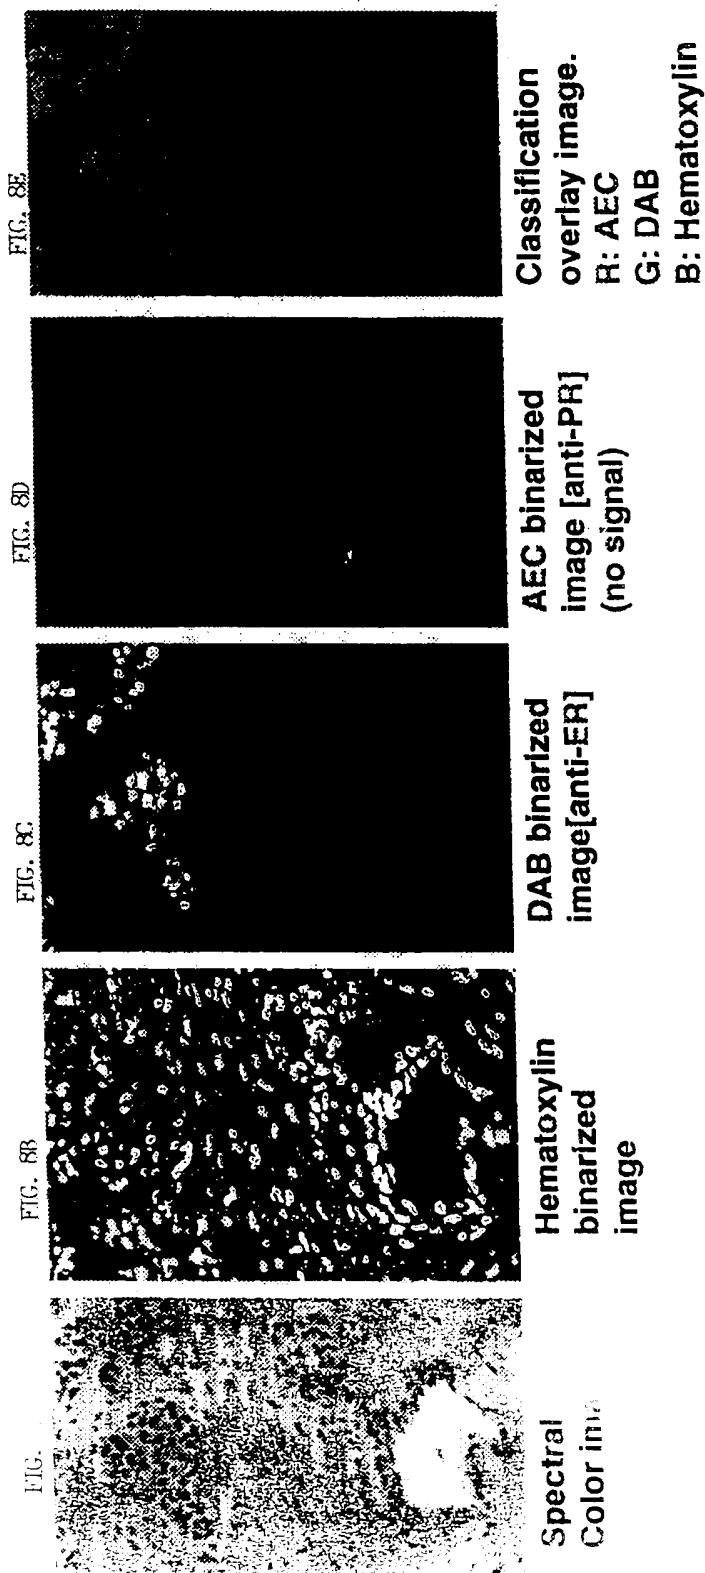 FIG.
Spectral
Color
FIG. 8B
Hematoxylin
binarized
image
FIG. 8C
DAB binarized
image[anti-ER]
FIG. 8D
AEC binarized
image [anti-PR]
(no signal)
FIG. 8E
Classification
overlay image.
R: AEC
G: DAB
B: Hematoxylin